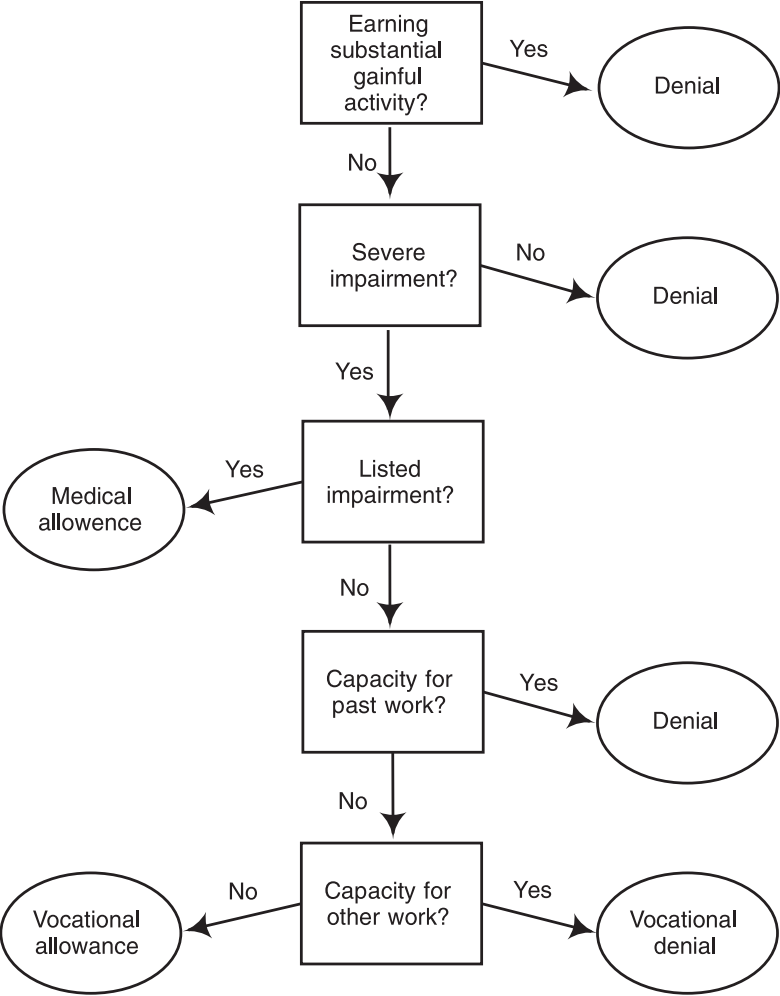 Earning
substantial
gainful
activity?
Yes
Denial
No
Severe
impairment?
No
Denial
Yes
Listed
impairment?
Yes
Medical
allowence
No
Capacity for
past work?
Yes
Denial
No
Capacity for
other work?
No
Vocational
allowance
Yes
Vocational
denial